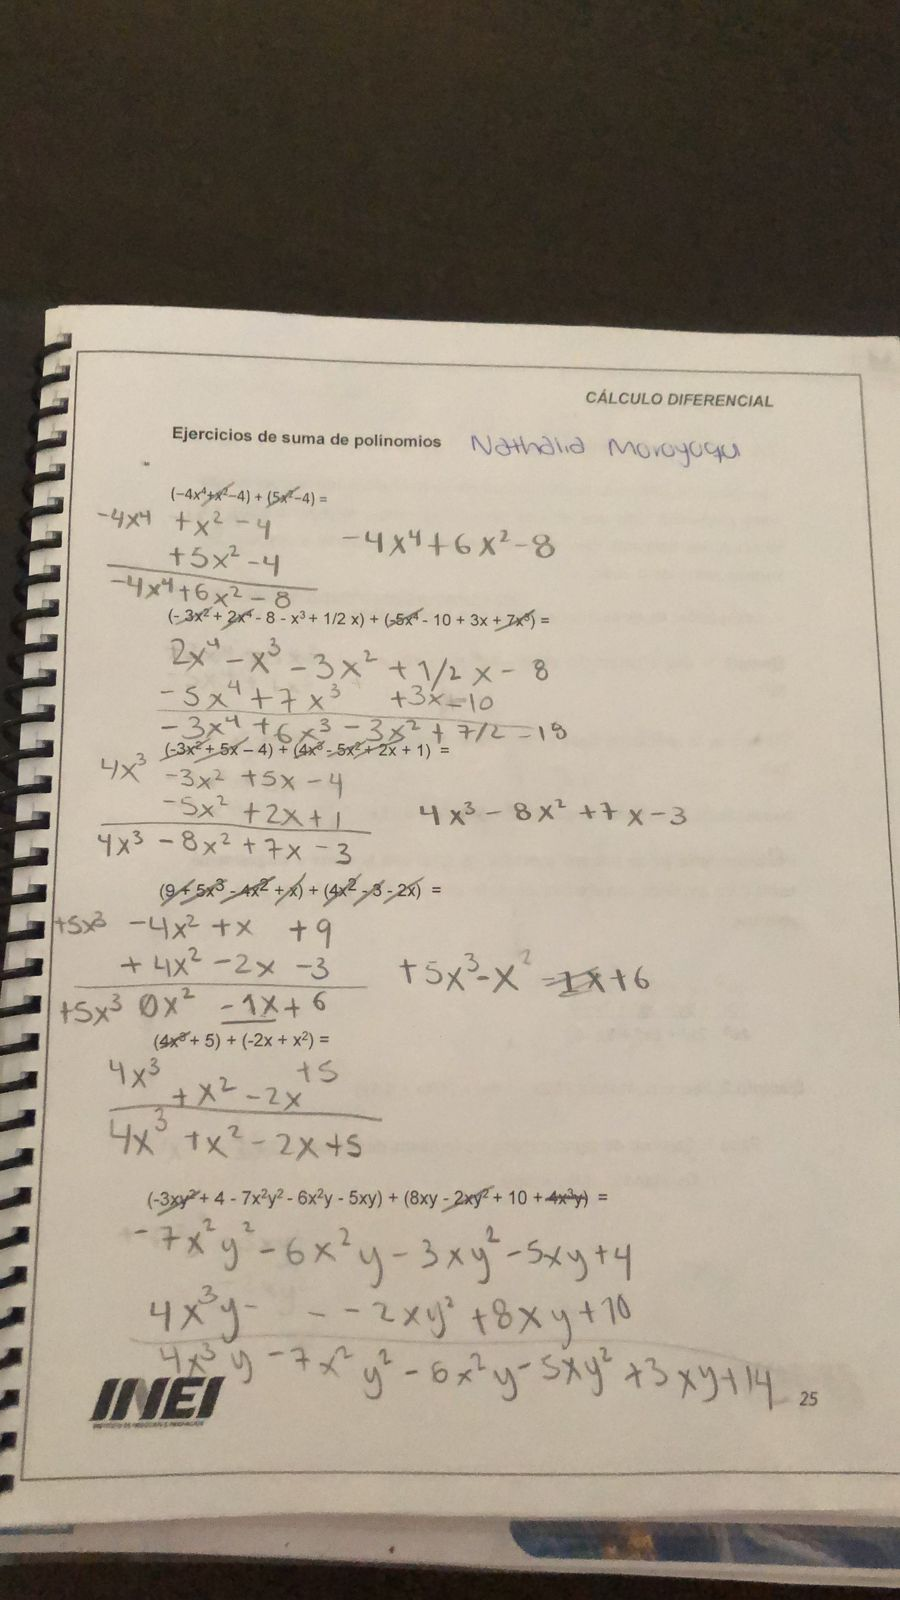 CÁLCULO DIFERENCIAL
Ejercicios de suma de polinomios Nathalia Moroyoqu
(–4x⁴+x²–4) + (5x²–4) =
-4x⁴ +x² - 4
+5x² - 4
-4x⁴+6x² - 8
-4x⁴+6x²-8
(- 3x² + 2x⁴ - 8 - x³ + 1/2 x) + (-5x⁴ - 10 + 3x + 7x³) =
2x⁴ - x³ - 3x² + 1/2 x - 8
- 5x⁴ + 7x³ +3x - 10
- 3x⁴ + 6x³ - 3x² + 7/2 - 18
(-3x² + 5x – 4) + (4x³ - 5x² + 2x + 1) =
4x³ -3x² +5x - 4
-5x² +2x+1
4x³ - 8x² +7x - 3
4x³ - 8x² +7x-3
(9 + 5x³ - 4x² + x) + (4x² - 3 - 2x) =
+5x³ -4x² +x +9
+ 4x² -2x -3
+5x³ 0x² -1x+ 6
+5x³-x² -1x+6
(4x³ + 5) + (-2x + x²) =
4x³ +5
+x² -2x
4x³ +x² - 2x+5
(-3xy² + 4 - 7x²y² - 6x²y - 5xy) + (8xy - 2xy² + 10 + 4x³y) =
-7x²y² - 6x²y - 3xy² - 5xy+4
4x³y - - - 2xy² +8xy+10
4x³y -7x²y² - 6x²y - 5xy² +3xy+14
INEI
25